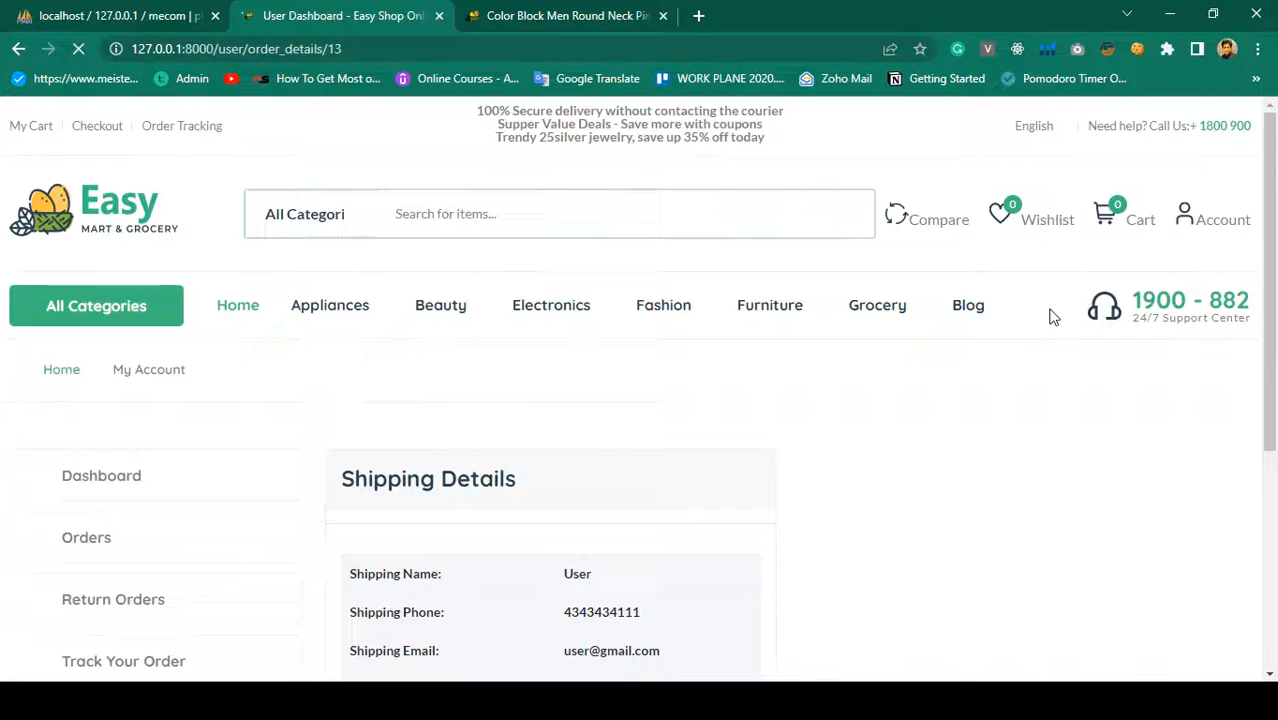 localhost / 127.0.0.1 / mecom | p
User Dashboard - Easy Shop Onl
Color Block Men Round Neck Pin
127.0.0.1:8000/user/order_details/13
https://www.meiste...
Admin
How To Get Most o...
Online Courses - A...
Google Translate
WORK PLANE 2020....
Zoho Mail
Getting Started
Pomodoro Timer O...
My Cart
Checkout
Order Tracking
100% Secure delivery without contacting the courier
Supper Value Deals - Save more with coupons
Trendy 25silver jewelry, save up 35% off today
English
Need help? Call Us:+ 1800 900
Easy
MART & GROCERY
All Categori
Search for items...
Compare
0
Wishlist
0
Cart
Account
All Categories
Home
Appliances
Beauty
Electronics
Fashion
Furniture
Grocery
Blog
1900 - 882
24/7 Support Center
Home
My Account
Dashboard
Orders
Return Orders
Track Your Order
Shipping Details
Shipping Name: User
Shipping Phone: 4343434111
Shipping Email: user@gmail.com